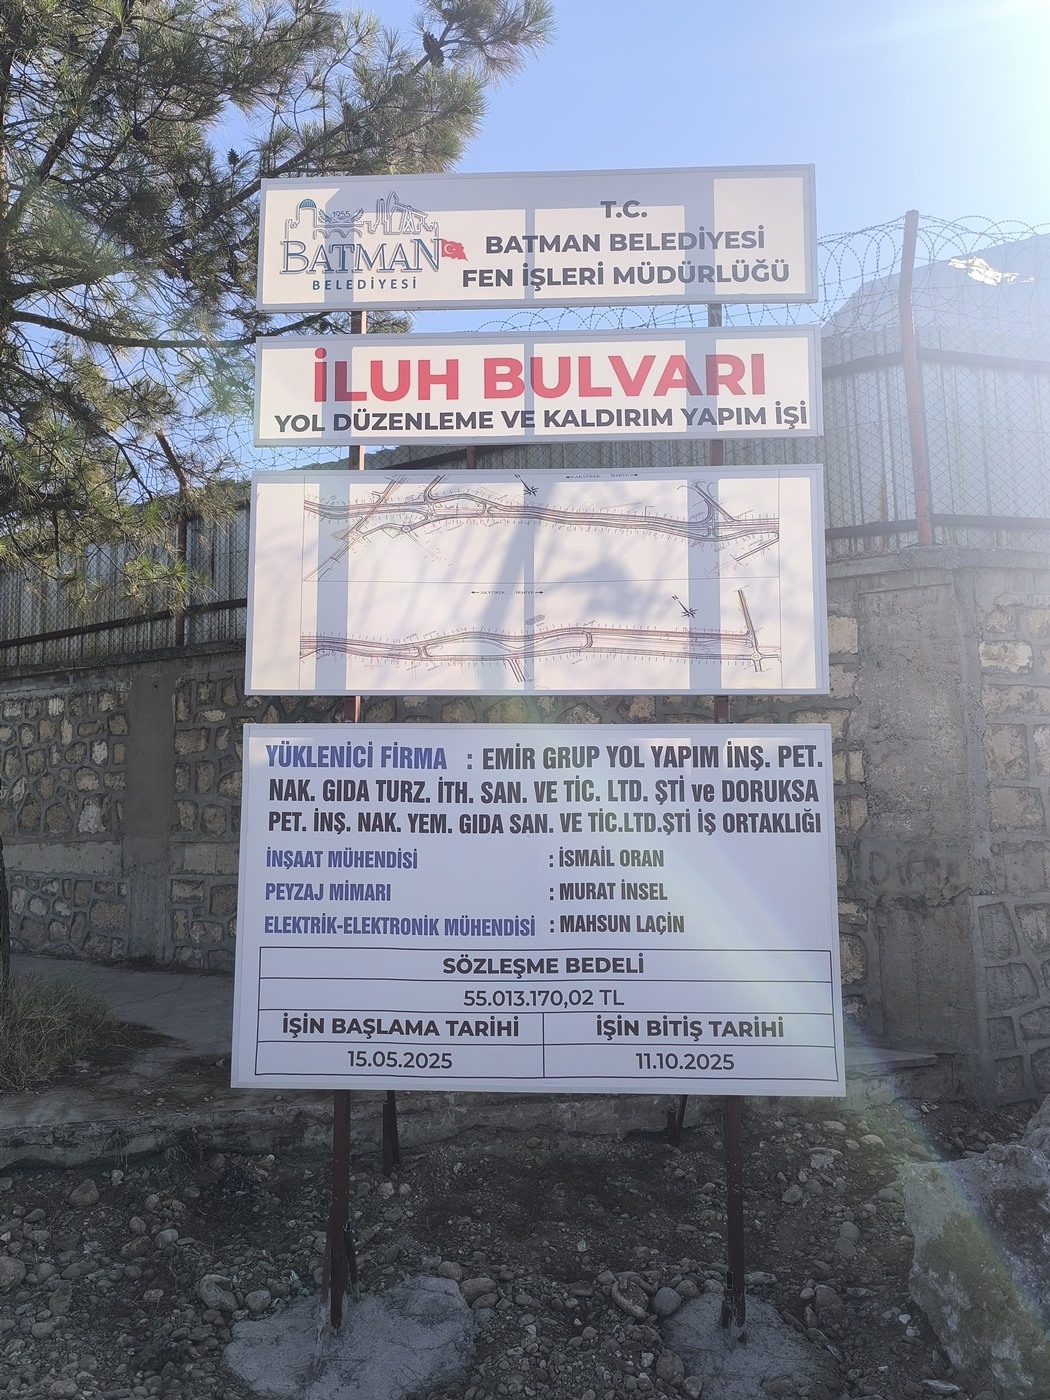 1955
BATMAN
BELEDİYESİ
T.C.
BATMAN BELEDİYESİ
FEN İŞLERİ MÜDÜRLÜĞÜ
İLUH BULVARI
YOL DÜZENLEME VE KALDIRIM YAPIM İŞİ
YÜKLENİCİ FİRMA : EMİR GRUP YOL YAPIM İNŞ. PET.
NAK. GIDA TURZ. İTH. SAN. VE TİC. LTD. ŞTİ ve DORUKSA
PET. İNŞ. NAK. YEM. GIDA SAN. VE TİC.LTD.ŞTİ İŞ ORTAKLIĞI
İNŞAAT MÜHENDİSİ : İSMAİL ORAN
PEYZAJ MİMARI : MURAT İNSEL
ELEKTRİK-ELEKTRONİK MÜHENDİSİ : MAHSUN LAÇİN
SÖZLEŞME BEDELİ
55.013.170,02 TL
İŞİN BAŞLAMA TARİHİ İŞİN BİTİŞ TARİHİ
15.05.2025 11.10.2025